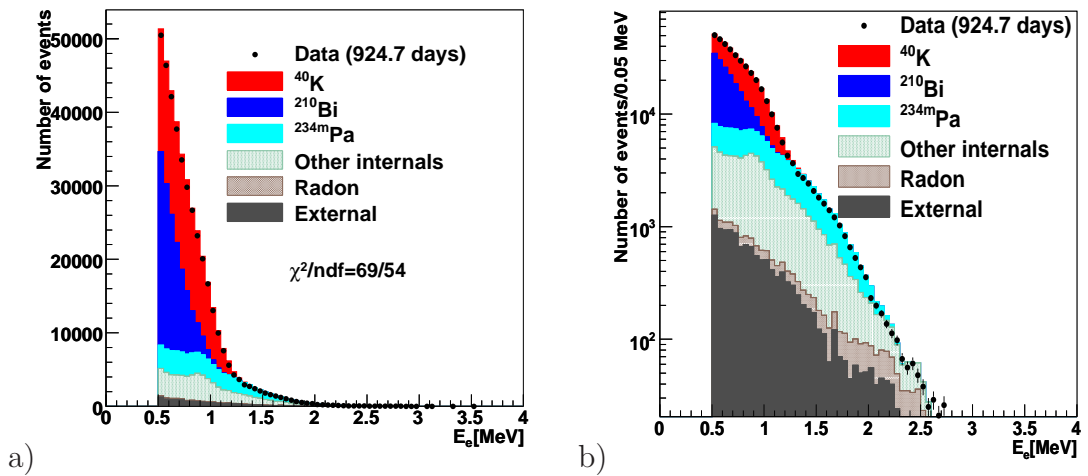 Number of events
50000
40000
30000
20000
10000
0
Data (924.7 days)
⁴⁰K
²¹⁰Bi
²³⁴ᵐPa
Other internals
Radon
External
χ²/ndf=69/54
0 0.5 1 1.5 2 2.5 3 3.5 4
Eₑ[MeV]
a)
Number of events/0.05 MeV
10⁴
10³
10²
Data (924.7 days)
⁴⁰K
²¹⁰Bi
²³⁴ᵐPa
Other internals
Radon
External
0 0.5 1 1.5 2 2.5 3 3.5 4
Eₑ[MeV]
b)